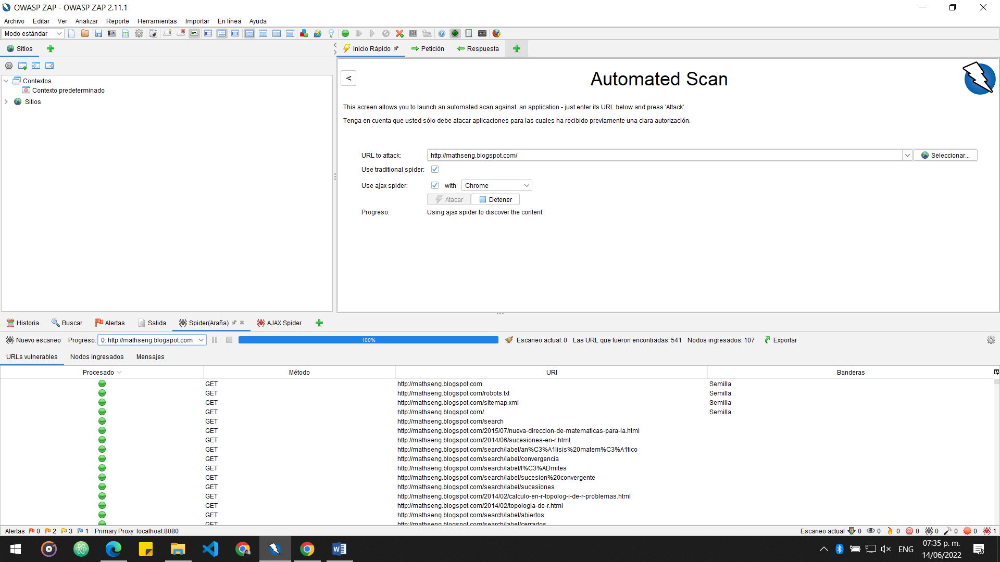 OWASP ZAP - OWASP ZAP 2.11.1
Archivo Editar Ver Analizar Reporte Herramientas Importar En línea Ayuda
Modo estándar
Sitios
Inicio Rápido Petición Respuesta
<
Automated Scan
Contextos
Contexto predeterminado
Sitios
This screen allows you to launch an automated scan against an application - just enter its URL below and press 'Attack'.
Tenga en cuenta que usted sólo debe atacar aplicaciones para las cuales ha recibido previamente una clara autorización.
URL to attack: http://mathseng.blogspot.com/ Seleccionar...
Use traditional spider:
Use ajax spider: with Chrome
Atacar Detener
Progreso: Using ajax spider to discover the content
Historia Buscar Alertas Salida Spider(Araña) AJAX Spider
Nuevo escaneo Progreso: 0: http://mathseng.blogspot.com 100% Escaneo actual: 0 Las URL que fueron encontradas: 541 Nodos ingresados: 107 Exportar
URLs vulnerables Nodos ingresados Mensajes
Procesado Método URI Banderas
GET http://mathseng.blogspot.com Semilla
GET http://mathseng.blogspot.com/robots.txt Semilla
GET http://mathseng.blogspot.com/sitemap.xml Semilla
GET http://mathseng.blogspot.com/ Semilla
GET http://mathseng.blogspot.com/search
GET http://mathseng.blogspot.com/2015/07/nueva-direccion-de-matematicas-para-la.html
GET http://mathseng.blogspot.com/2014/06/sucesiones-en-r.html
GET http://mathseng.blogspot.com/search/label/an%C3%A1lisis%20matem%C3%A1tico
GET http://mathseng.blogspot.com/search/label/convergencia
GET http://mathseng.blogspot.com/search/label/l%C3%ADmites
GET http://mathseng.blogspot.com/search/label/sucesion%20convergente
GET http://mathseng.blogspot.com/search/label/sucesiones
GET http://mathseng.blogspot.com/2014/02/calculo-en-r-topolog-i-de-r-problemas.html
GET http://mathseng.blogspot.com/2014/02/topologia-de-r.html
GET http://mathseng.blogspot.com/search/label/abiertos
GET http://mathseng.blogspot.com/search/label/cerrados
Alertas 0 2 3 1 Primary Proxy: localhost:8080 Escaneo actual 0 0 0 0 0 0 0 1
ENG 07:35 p. m.
14/06/2022